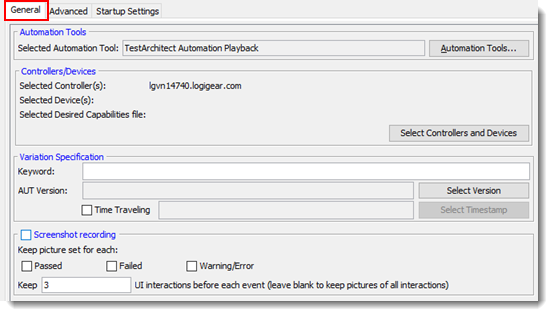 General Advanced Startup Settings
Automation Tools
Selected Automation Tool: TestArchitect Automation Playback Automation Tools...
Controllers/Devices
Selected Controller(s): lgvn14740.logigear.com
Selected Device(s):
Selected Desired Capabilities file:
Select Controllers and Devices
Variation Specification
Keyword:
AUT Version: Select Version
Time Traveling Select Timestamp
Screenshot recording
Keep picture set for each:
Passed Failed Warning/Error
Keep 3 UI interactions before each event (leave blank to keep pictures of all interactions)